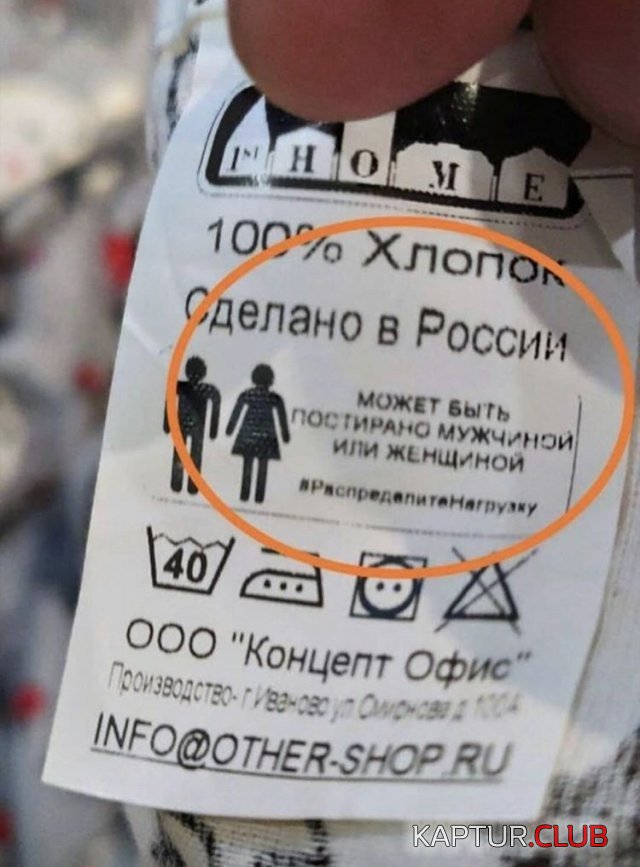 1ST HOME
100% Хлопок
Сделано в России
МОЖЕТ БЫТЬ
ПОСТИРАНО МУЖЧИНОЙ
ИЛИ ЖЕНЩИНОЙ
#РаспределитеНагрузку
40
ООО "Концепт Офис"
Производство- г Иваново ул Смирнова д 100А
INFO@OTHER-SHOP.RU
KAPTUR.CLUB